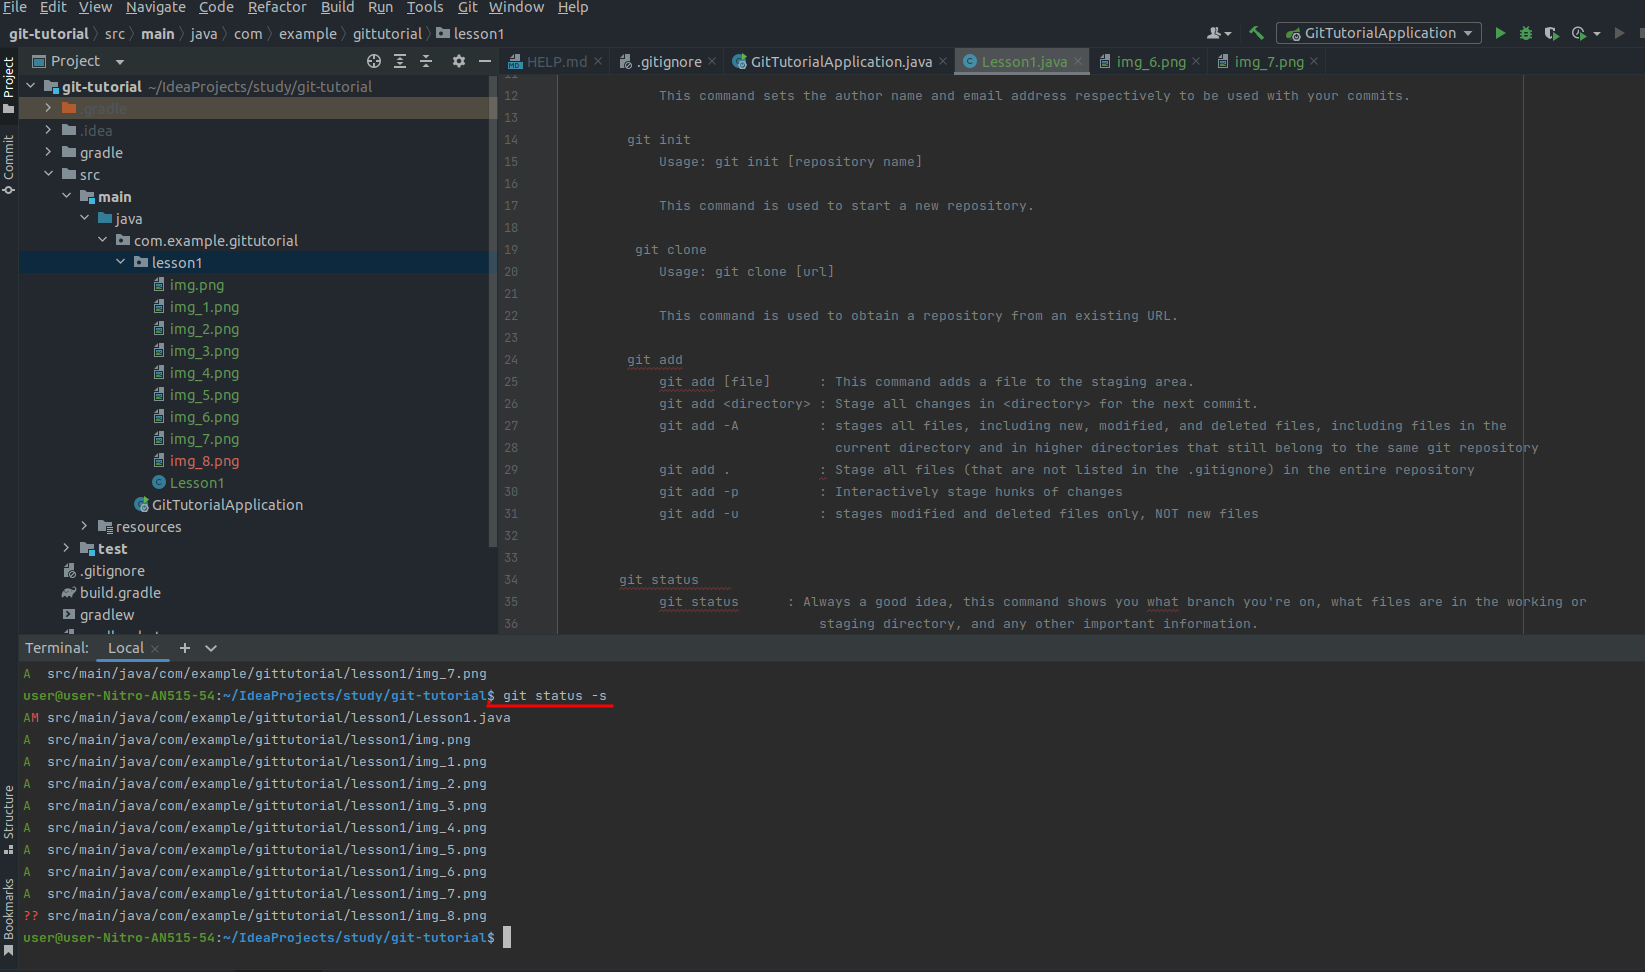 File Edit View Navigate Code Refactor Build Run Tools Git Window Help
git-tutorial src main java com example gittutorial lesson1
GitTutorialApplication
Project
HELP.md .gitignore GitTutorialApplication.java Lesson1.java img_6.png img_7.png
Project
Commit
Structure
Bookmarks
git-tutorial ~/IdeaProjects/study/git-tutorial
.gradle
.idea
gradle
src
main
java
com.example.gittutorial
lesson1
img.png
img_1.png
img_2.png
img_3.png
img_4.png
img_5.png
img_6.png
img_7.png
img_8.png
Lesson1
GitTutorialApplication
resources
test
.gitignore
build.gradle
gradlew
11
12 This command sets the author name and email address respectively to be used with your commits.
13
14 git init
15 Usage: git init [repository name]
16
17 This command is used to start a new repository.
18
19 git clone
20 Usage: git clone [url]
21
22 This command is used to obtain a repository from an existing URL.
23
24 git add
25 git add [file] : This command adds a file to the staging area.
26 git add <directory> : Stage all changes in <directory> for the next commit.
27 git add -A : stages all files, including new, modified, and deleted files, including files in the
28 current directory and in higher directories that still belong to the same git repository
29 git add . : Stage all files (that are not listed in the .gitignore) in the entire repository
30 git add -p : Interactively stage hunks of changes
31 git add -u : stages modified and deleted files only, NOT new files
32
33
34 git status
35 git status : Always a good idea, this command shows you what branch you're on, what files are in the working or
36 staging directory, and any other important information.
Terminal: Local
A src/main/java/com/example/gittutorial/lesson1/img_7.png
user@user-Nitro-AN515-54:~/IdeaProjects/study/git-tutorial$ git status -s
AM src/main/java/com/example/gittutorial/lesson1/Lesson1.java
A src/main/java/com/example/gittutorial/lesson1/img.png
A src/main/java/com/example/gittutorial/lesson1/img_1.png
A src/main/java/com/example/gittutorial/lesson1/img_2.png
A src/main/java/com/example/gittutorial/lesson1/img_3.png
A src/main/java/com/example/gittutorial/lesson1/img_4.png
A src/main/java/com/example/gittutorial/lesson1/img_5.png
A src/main/java/com/example/gittutorial/lesson1/img_6.png
A src/main/java/com/example/gittutorial/lesson1/img_7.png
?? src/main/java/com/example/gittutorial/lesson1/img_8.png
user@user-Nitro-AN515-54:~/IdeaProjects/study/git-tutorial$